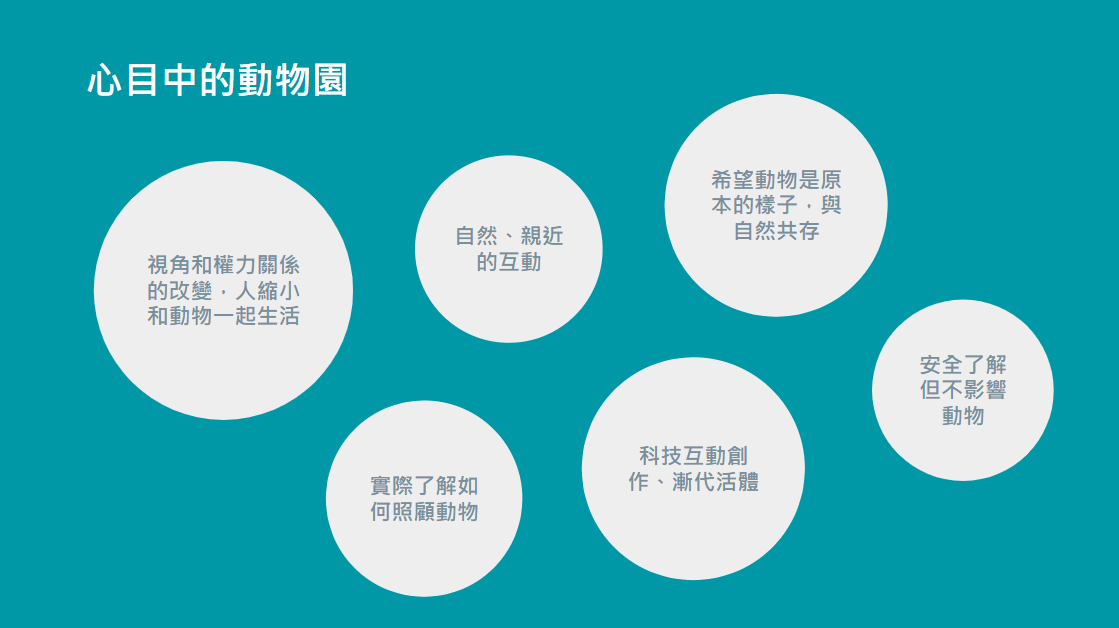 心目中的動物園
視角和權力關係
的改變，人縮小
和動物一起生活
自然、親近
的互動
希望動物是原
本的樣子，與
自然共存
安全了解
但不影響
動物
實際了解如
何照顧動物
科技互動創
作、漸代活體